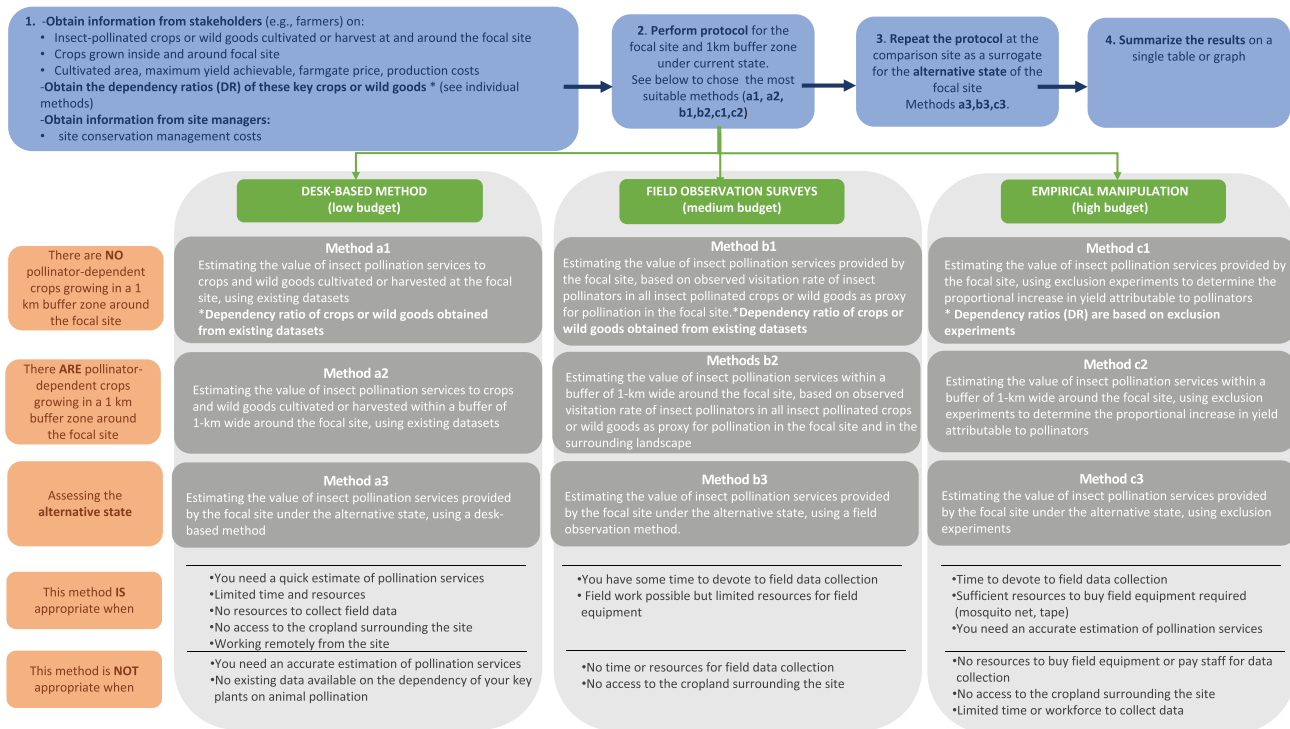 1. -Obtain information from stakeholders (e.g., farmers) on:
• Insect-pollinated crops or wild goods cultivated or harvest at and around the focal site
• Crops grown inside and around focal site
• Cultivated area, maximum yield achievable, farmgate price, production costs
-Obtain the dependency ratios (DR) of these key crops or wild goods * (see individual
methods)
-Obtain information from site managers:
• site conservation management costs
2. Perform protocol for the
focal site and 1km buffer zone
under current state.
See below to chose the most
suitable methods (a1, a2,
b1,b2,c1,c2)
3. Repeat the protocol at the
comparison site as a surrogate
for the alternative state of the
focal site
Methods a3,b3,c3.
4. Summarize the results on a
single table or graph
DESK-BASED METHOD
(low budget)
FIELD OBSERVATION SURVEYS
(medium budget)
EMPIRICAL MANIPULATION
(high budget)
There are NO
pollinator-dependent
crops growing in a 1
km buffer zone around
the focal site
Method a1
Estimating the value of insect pollination services to
crops and wild goods cultivated or harvested at the focal
site, using existing datasets
*Dependency ratio of crops or wild goods obtained
from existing datasets
Method b1
Estimating the value of insect pollination services provided by
the focal site, based on observed visitation rate of insect
pollinators in all insect pollinated crops or wild goods as proxy
for pollination in the focal site.*Dependency ratio of crops or
wild goods obtained from existing datasets
Method c1
Estimating the value of insect pollination services provided by
the focal site, using exclusion experiments to determine the
proportional increase in yield attributable to pollinators
* Dependency ratios (DR) are based on exclusion
experiments
There ARE pollinator-
dependent crops
growing in a 1 km
buffer zone around
the focal site
Method a2
Estimating the value of insect pollination services to crops
and wild goods cultivated or harvested within a buffer of
1-km wide around the focal site, using existing datasets
Methods b2
Estimating the value of insect pollination services within a
buffer of 1-km wide around the focal site, based on observed
visitation rate of insect pollinators in all insect pollinated crops
or wild goods as proxy for pollination in the focal site and in the
surrounding landscape
Method c2
Estimating the value of insect pollination services within a
buffer of 1-km wide around the focal site, using exclusion
experiments to determine the proportional increase in yield
attributable to pollinators
Assessing the
alternative state
Method a3
Estimating the value of insect pollination services provided
by the focal site under the alternative state, using a desk-
based method
Method b3
Estimating the value of insect pollination services provided
by the focal site under the alternative state, using a field
observation method.
Method c3
Estimating the value of insect pollination services provided
by the focal site under the alternative state, using exclusion
experiments
This method IS
appropriate when
•You need a quick estimate of pollination services
•Limited time and resources
•No resources to collect field data
•No access to the cropland surrounding the site
•Working remotely from the site
•You have some time to devote to field data collection
• Field work possible but limited resources for field
equipment
•Time to devote to field data collection
•Sufficient resources to buy field equipment required
(mosquito net, tape)
•You need an accurate estimation of pollination services
This method is NOT
appropriate when
•You need an accurate estimation of pollination services
•No existing data available on the dependency of your key
plants on animal pollination
•No time or resources for field data collection
•No access to the cropland surrounding the site
•No resources to buy field equipment or pay staff for data
collection
•No access to the cropland surrounding the site
•Limited time or workforce to collect data